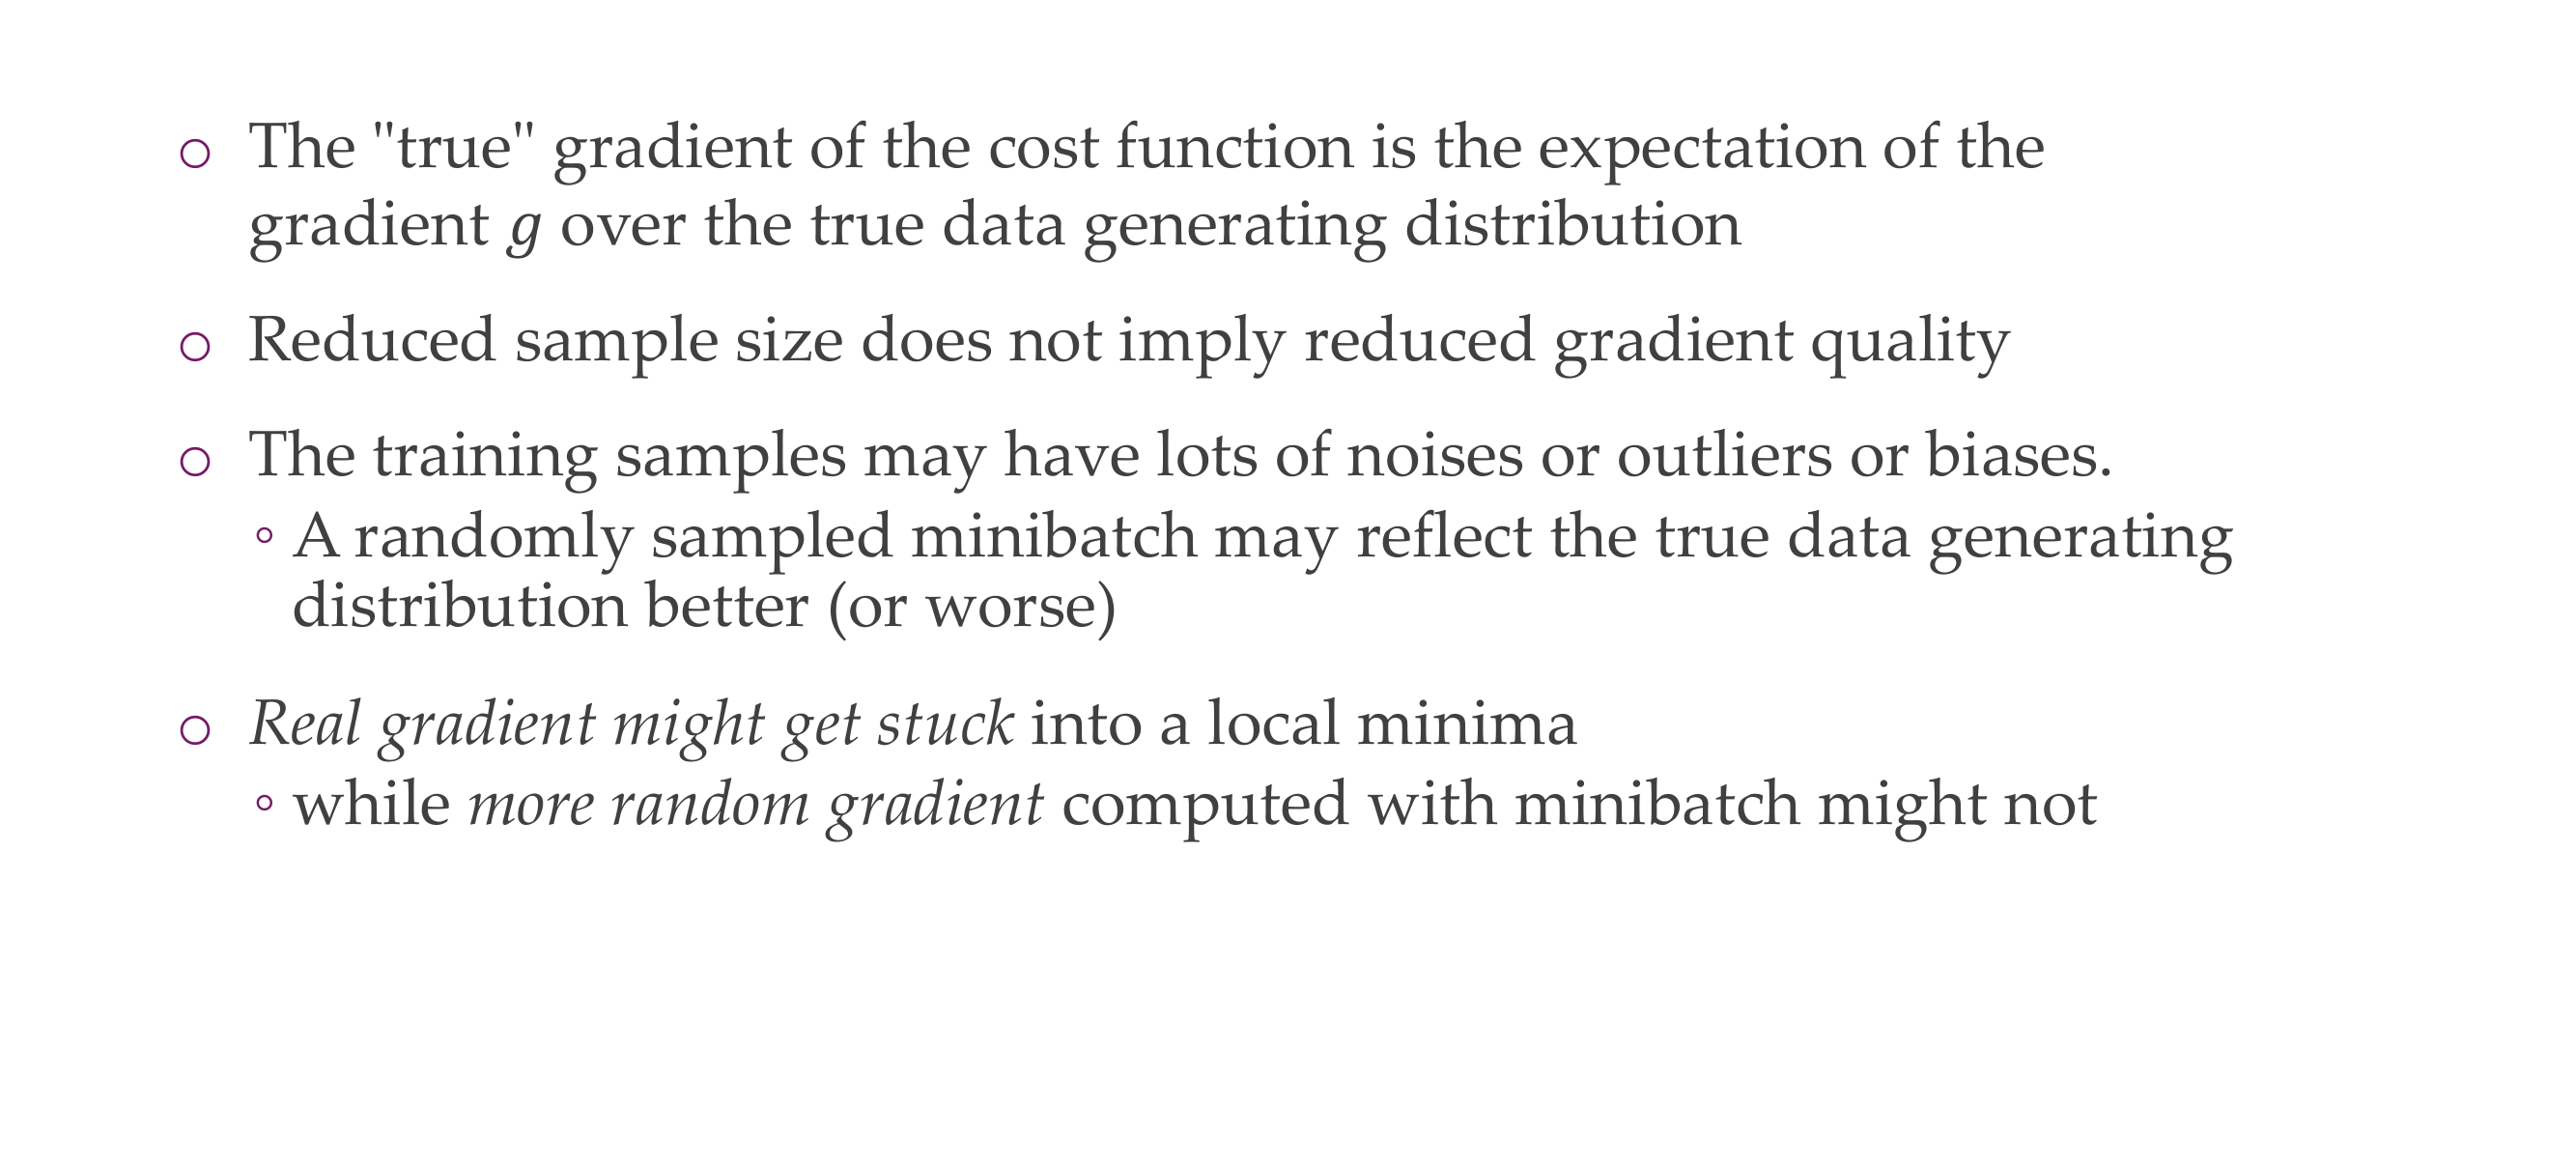 The "true" gradient of the cost function is the expectation of the
gradient g over the true data generating distribution
Reduced sample size does not imply reduced gradient quality
The training samples may have lots of noises or outliers or biases.
A randomly sampled minibatch may reflect the true data generating
distribution better (or worse)
Real gradient might get stuck into a local minima
while more random gradient computed with minibatch might not